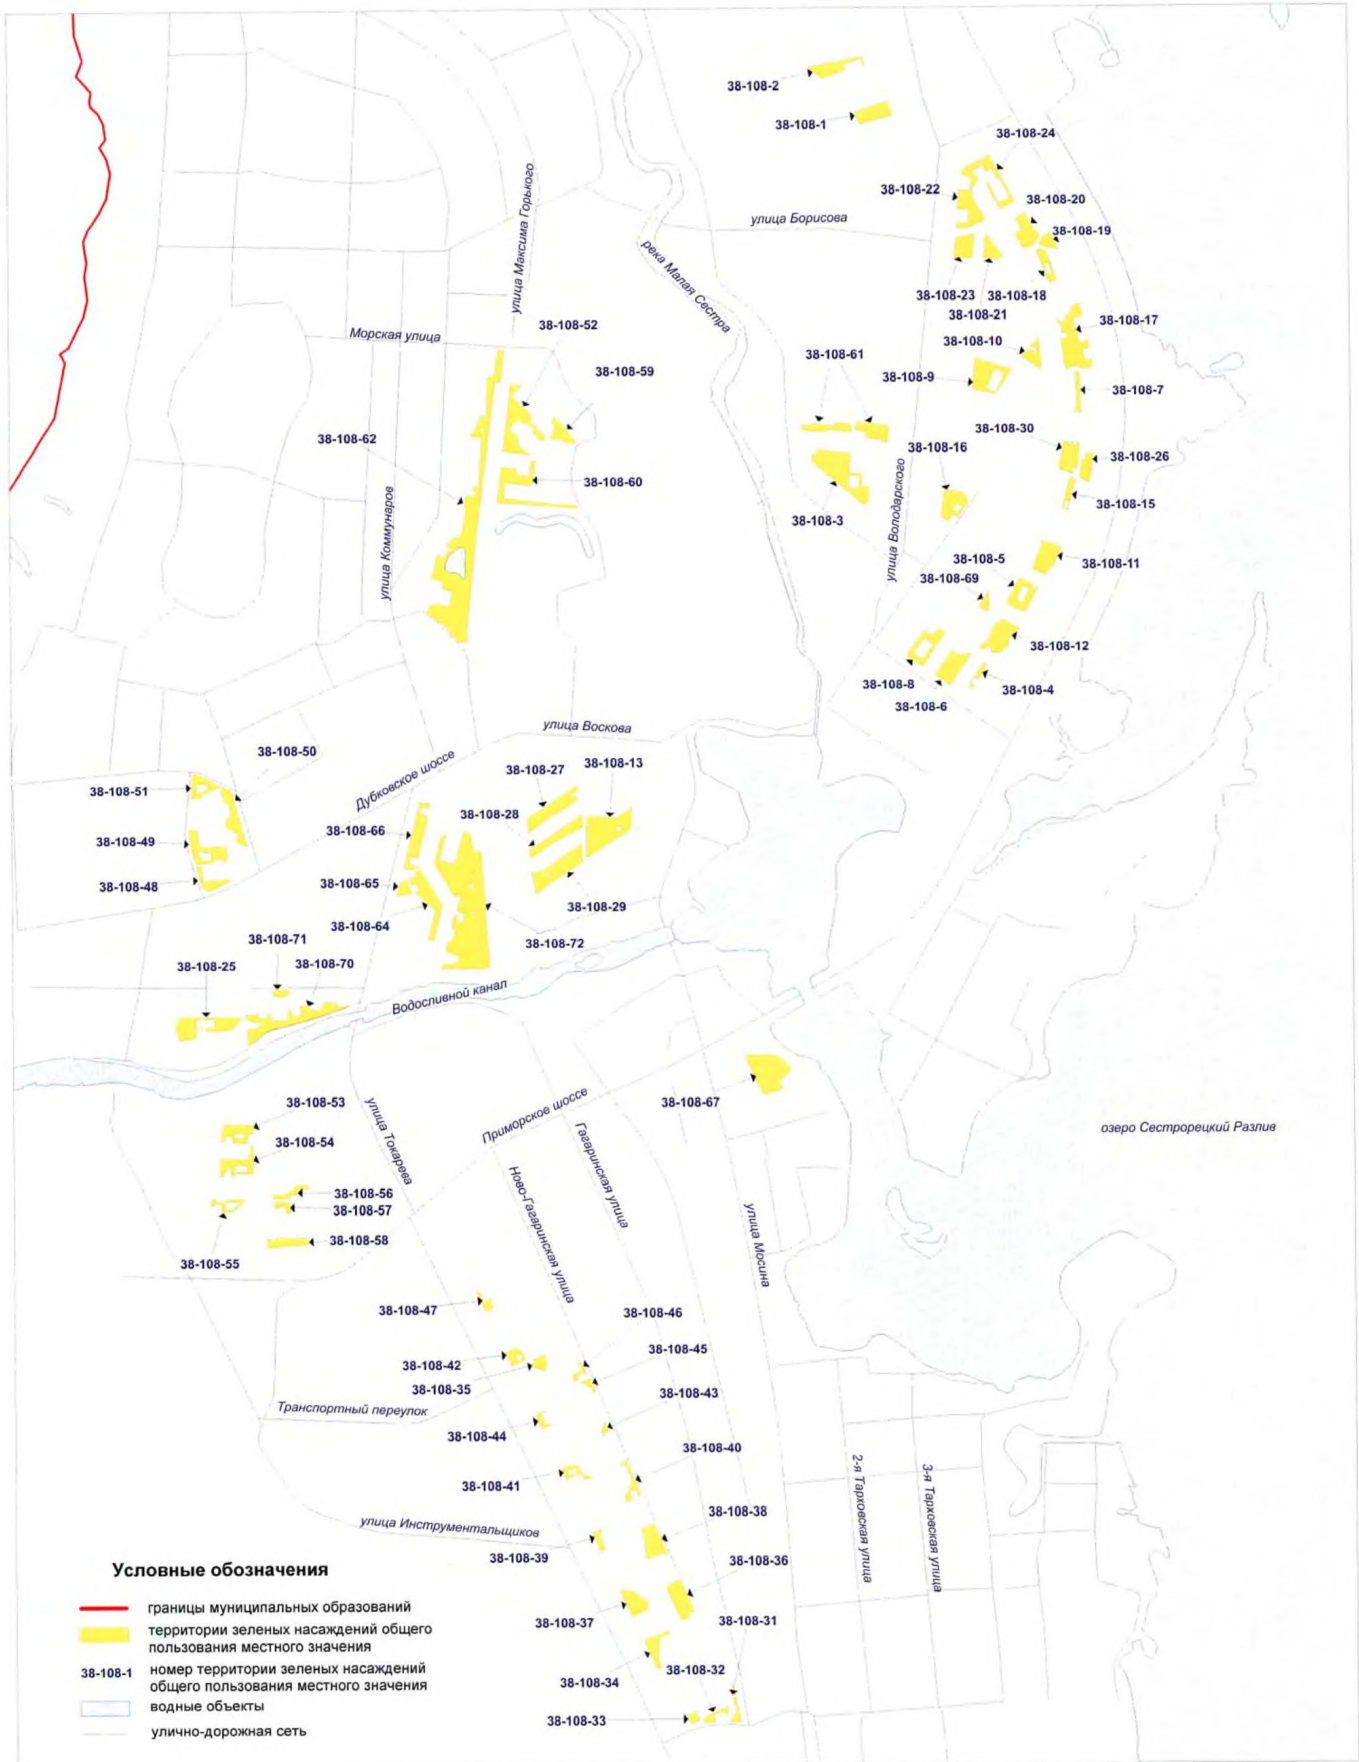 38-108-2
38-108-1
38-108-24
38-108-22
38-108-20
улица Борисова
38-108-19
улица Максима Горького
река Малая Сестра
38-108-23
38-108-18
38-108-21
38-108-17
38-108-52
Морская улица
38-108-10
38-108-61
38-108-59
38-108-9
38-108-7
38-108-62
38-108-30
38-108-16
38-108-26
38-108-60
38-108-15
38-108-3
улица Володарского
улица Коммунаров
38-108-5
38-108-11
38-108-69
38-108-12
38-108-8
38-108-4
38-108-6
улица Воскова
38-108-50
38-108-27
38-108-13
38-108-51
Дубковское шоссе
38-108-28
38-108-66
38-108-49
38-108-65
38-108-48
38-108-29
38-108-64
38-108-71
38-108-72
38-108-25
38-108-70
Водосливной канал
38-108-53
38-108-67
улица Токарева
Приморское шоссе
озеро Сестрорецкий Разлив
38-108-54
Гагаринская улица
38-108-56
38-108-57
Ново-Гагаринская улица
улица Мосина
38-108-58
38-108-55
38-108-47
38-108-46
38-108-45
38-108-42
38-108-35
38-108-43
Транспортный переулок
38-108-44
38-108-40
38-108-41
2-я Тарховская улица
3-я Тарховская улица
38-108-38
улица Инструментальщиков
38-108-39
38-108-36
38-108-37
38-108-31
38-108-32
38-108-34
38-108-33
Условные обозначения
границы муниципальных образований
территории зеленых насаждений общего
пользования местного значения
38-108-1 номер территории зеленых насаждений
общего пользования местного значения
водные объекты
улично-дорожная сеть